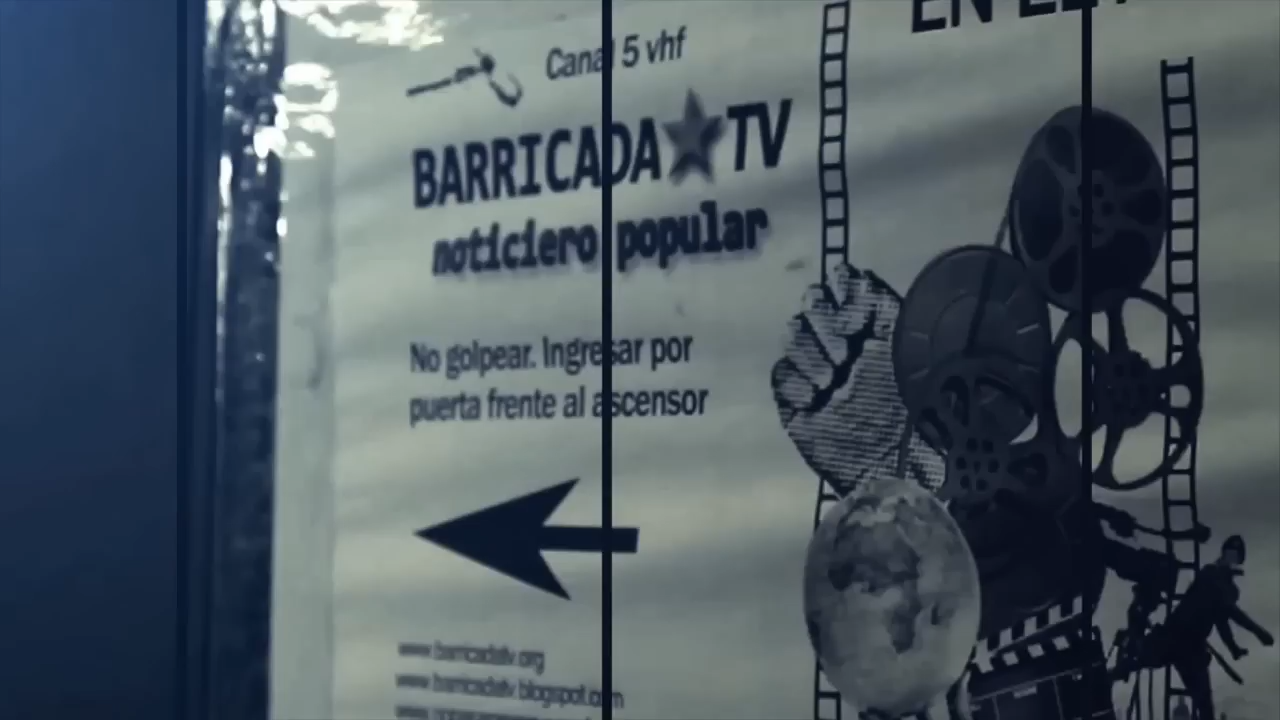 Canal 5 vhf
BARRICADA TV
noticiero popular
No golpear. Ingresar por
puerta frente al ascensor
www.barricadatv.org
www.barricadatv.blogspot.com
EN